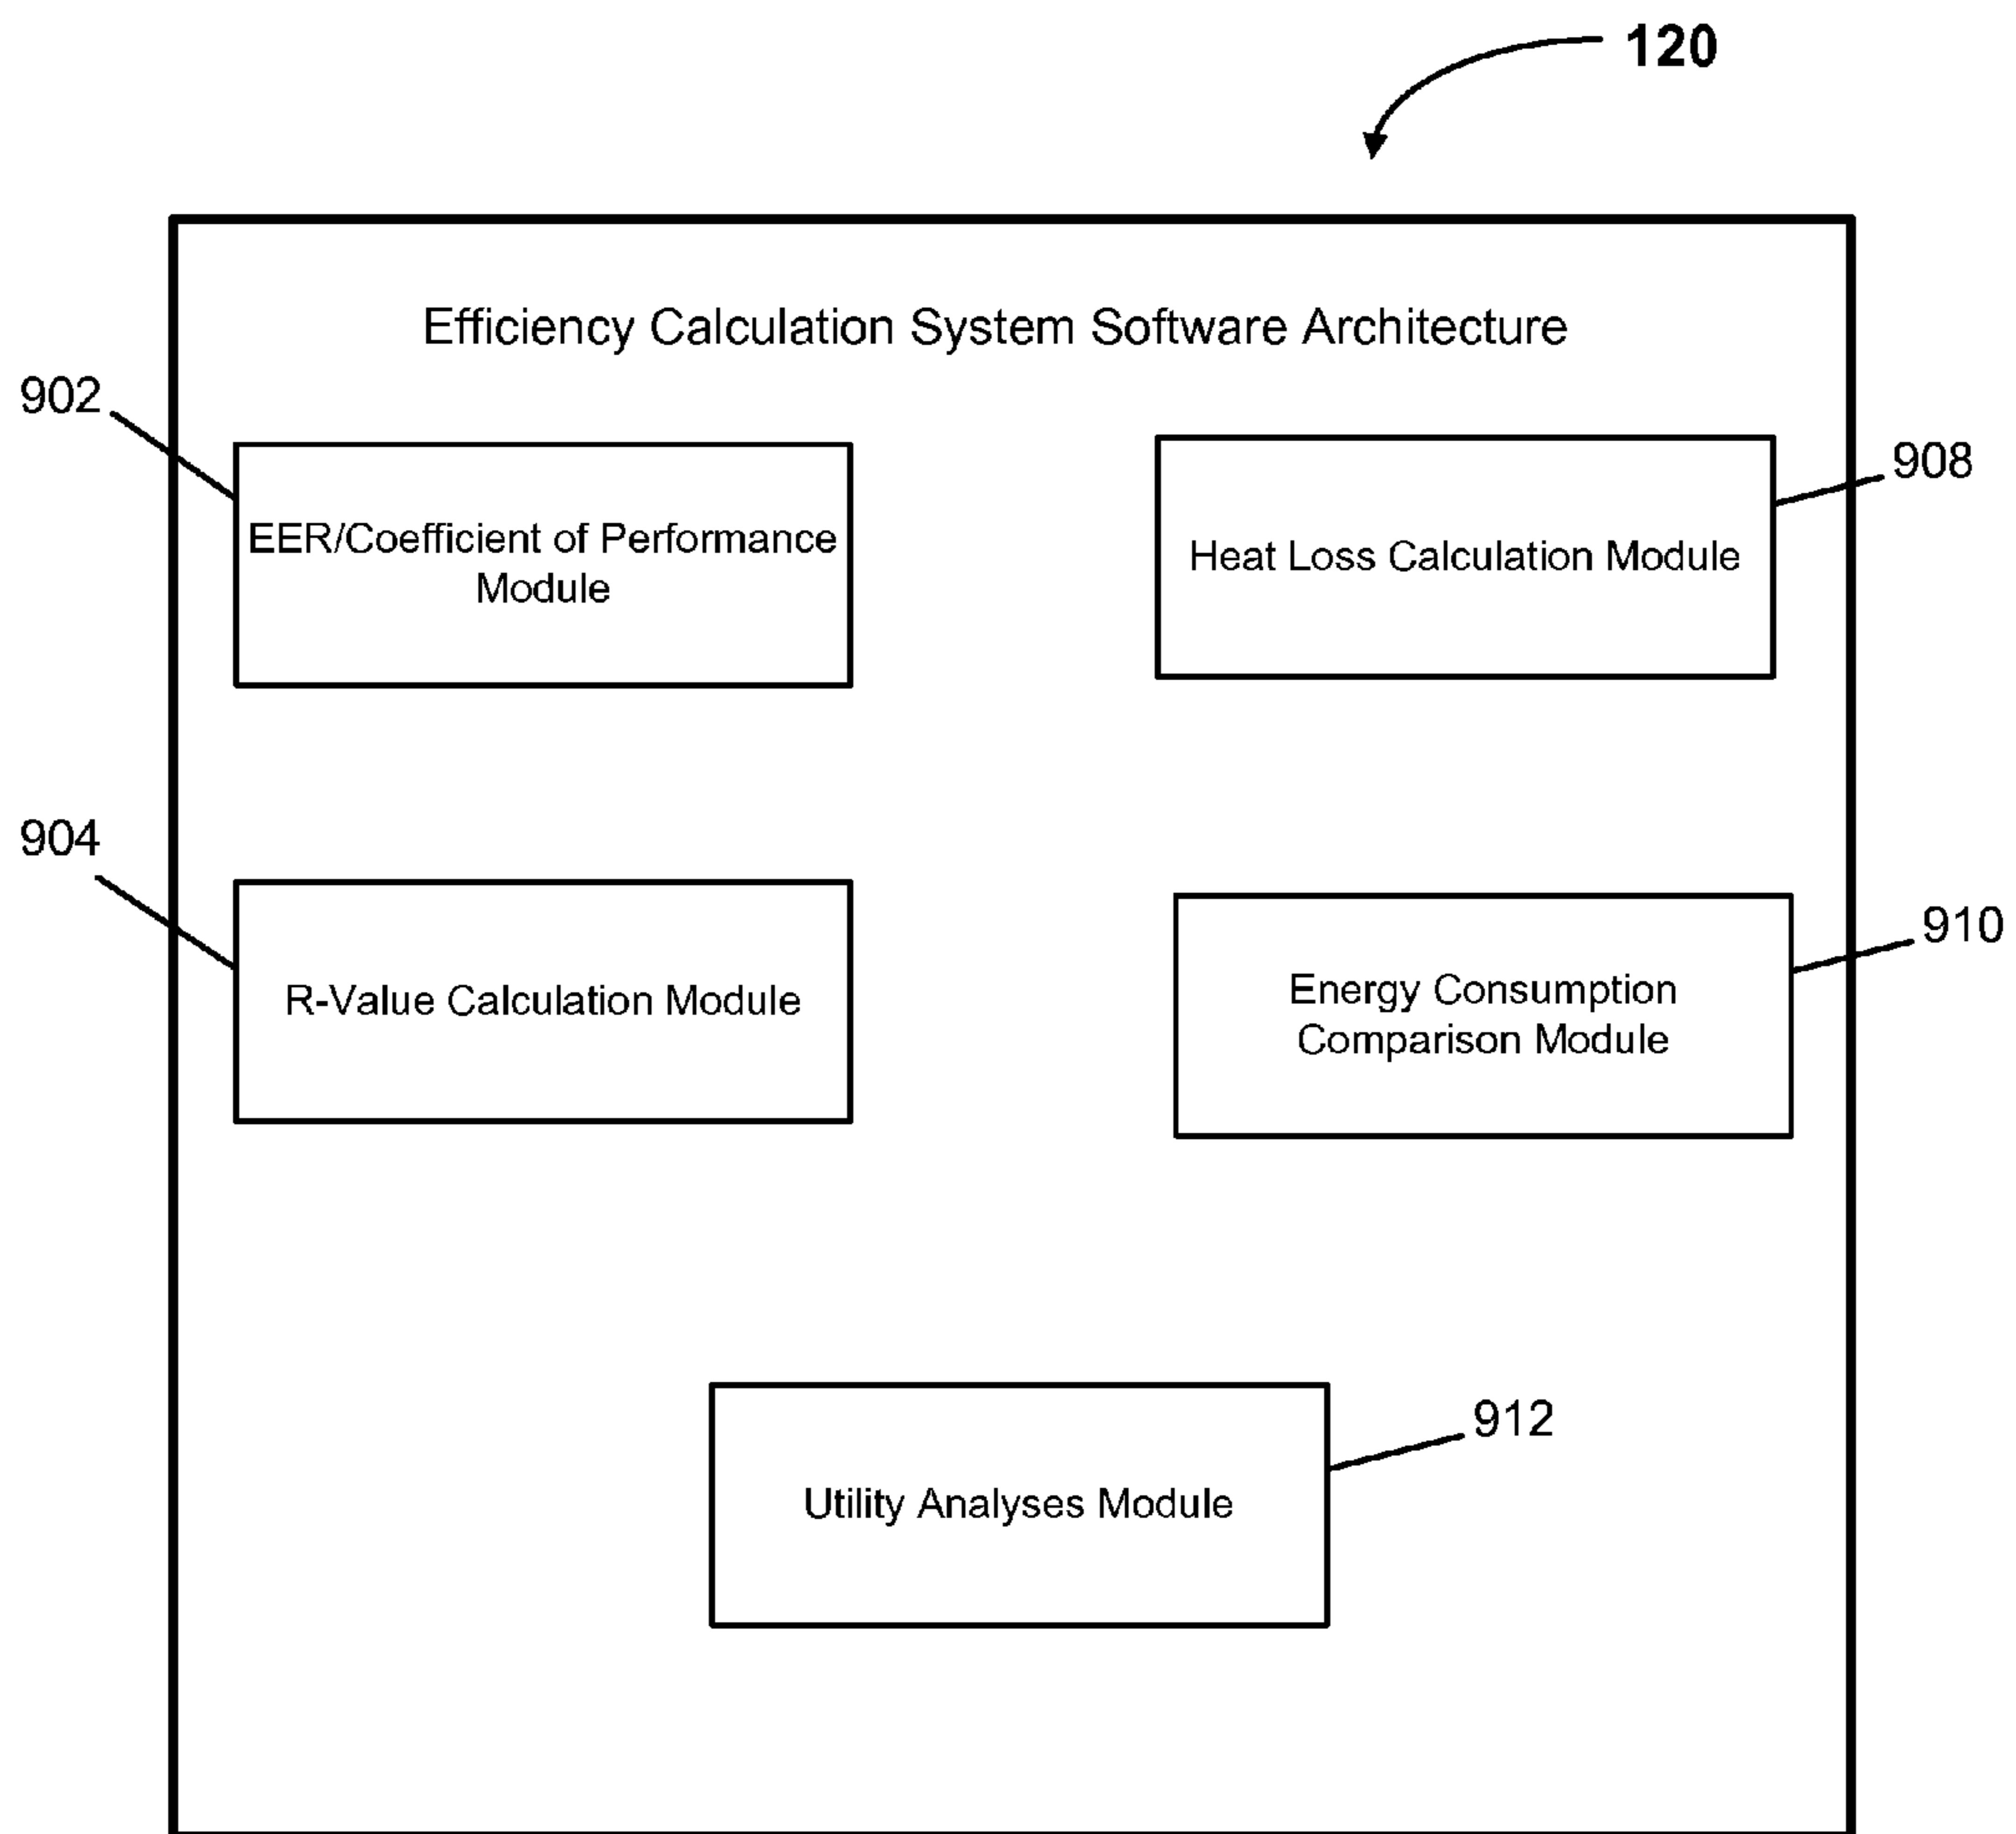 120
Efficiency Calculation System Software Architecture
902
EER/Coefficient of Performance
Module
908
Heat Loss Calculation Module
904
R-Value Calculation Module
910
Energy Consumption
Comparison Module
912
Utility Analyses Module